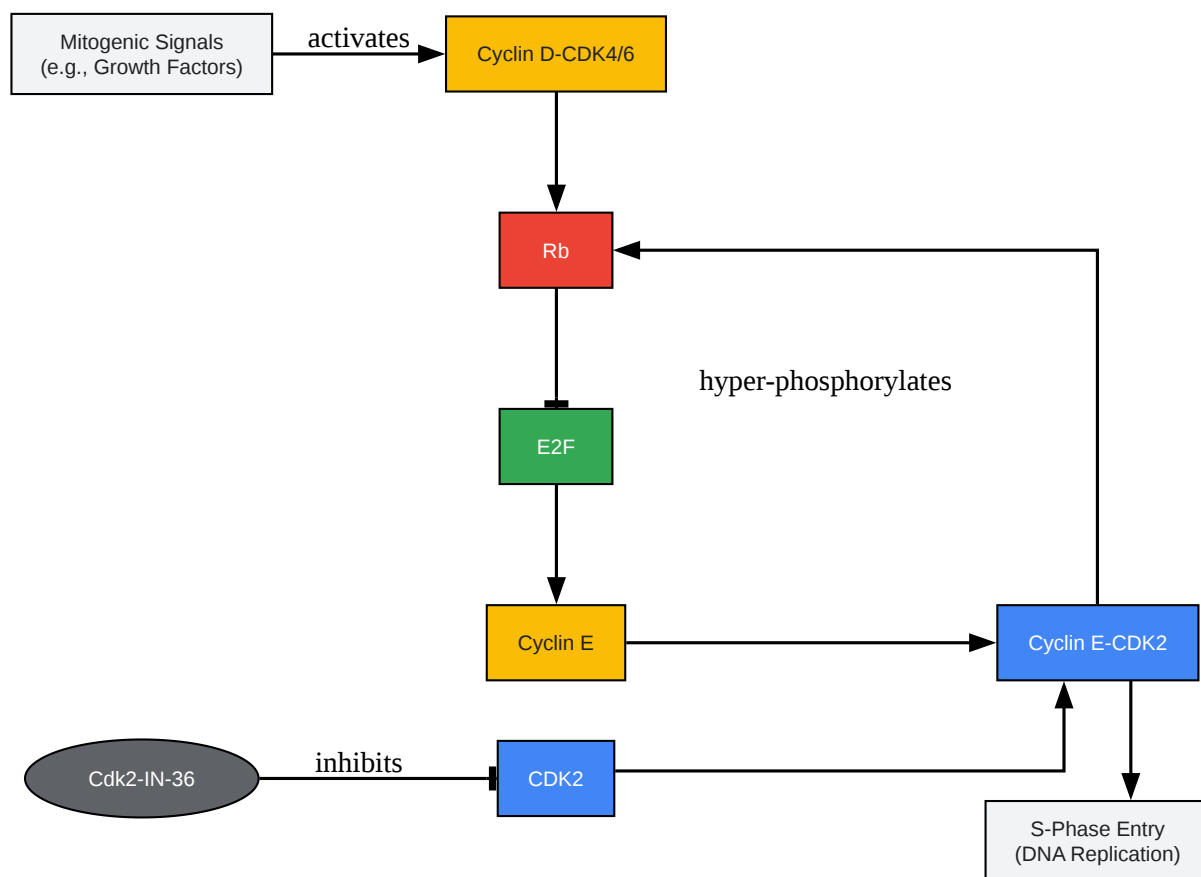 Mitogenic Signals
(e.g., Growth Factors)
activates
Cyclin D-CDK4/6
Rb
hyper-phosphorylates
E2F
Cyclin E
Cyclin E-CDK2
Cdk2-IN-36
inhibits
CDK2
S-Phase Entry
(DNA Replication)